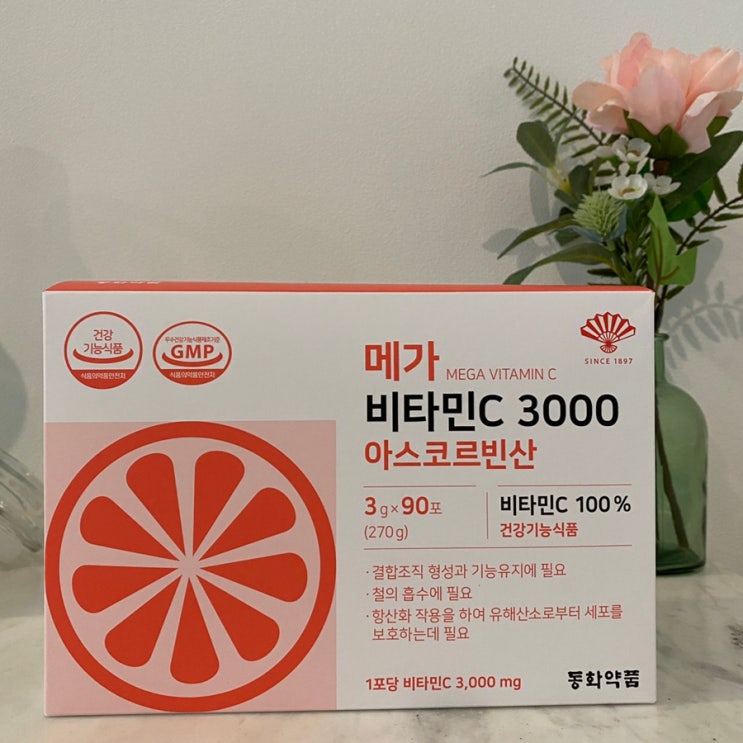 건강
기능식품
식품의약품안전처
우수건강기능식품제조기준
GMP
식품의약품안전처
SINCE 1897
메가 MEGA VITAMIN C
비타민C 3000
아스코르빈산
3g×90포
(270g)
비타민C 100%
건강기능식품
·결합조직 형성과 기능유지에 필요
·철의 흡수에 필요
·항산화 작용을 하여 유해산소로부터 세포를
보호하는데 필요
1포당 비타민C 3,000 mg
동화약품